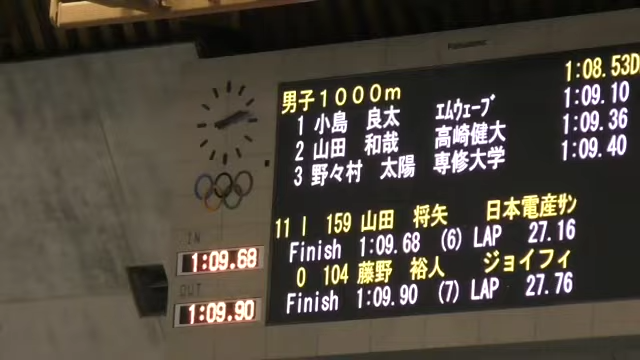 Panasonic
1:08.53D
男子1000m
1 小島 良太 ｴﾑｳｪｰﾌﾞ 1:09.10
2 山田 和哉 高崎健大 1:09.36
3 野々村 太陽 専修大学 1:09.40
11 I 159 山田 将矢 日本電産ｻﾝ
Finish 1:09.68 (6) LAP 27.16
0 104 藤野 裕人 ジョイフィ
Finish 1:09.90 (7) LAP 27.76
IN
1:09.68
OUT
1:09.90